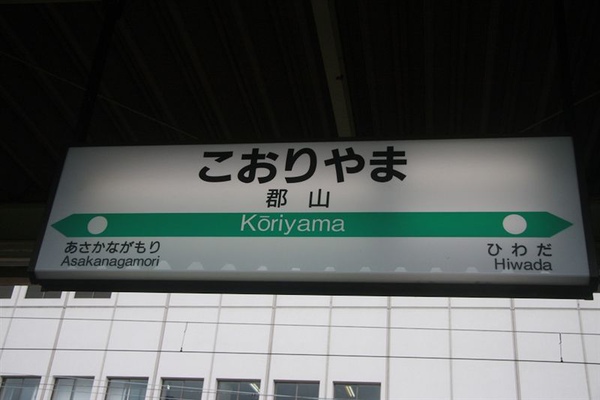 こおりやま
郡山
Kōriyama
あさかながもり
Asakanagamori
ひわだ
Hiwada